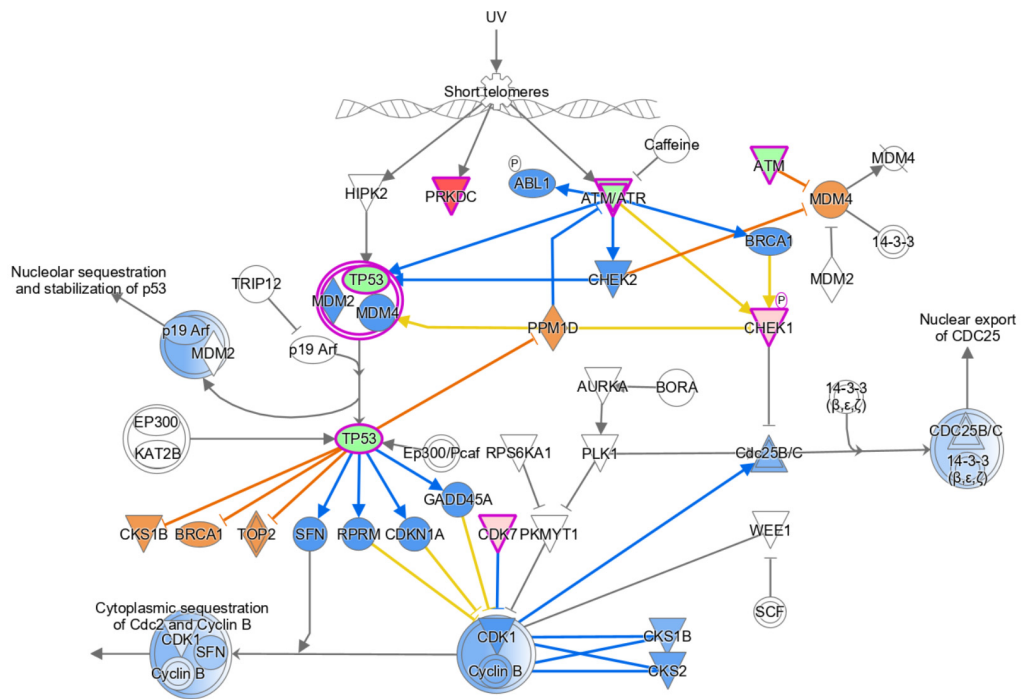 UV
Short telomeres
Caffeine
P
ABL1
HIPK2
PRKDC
ATM/ATR
ATM
MDM4
MDM4
14-3-3
BRCA1
MDM2
CHEK2
Nucleolar sequestration
and stabilization of p53
TRIP12
TP53
MDM2
MDM4
p19 Arf
MDM2
p19 Arf
PPM1D
P
CHEK1
Nuclear export
of CDC25
AURKA
BORA
14-3-3
(β,ε,ζ)
EP300
KAT2B
TP53
Ep300/Pcaf
RPS6KA1
PLK1
Cdc25B/C
CDC25B/C
14-3-3
(β,ε,ζ)
GADD45A
CKS1B
BRCA1
TOP2
SFN
RPRM
CDKN1A
CDK7
PKMYT1
WEE1
SCF
Cytoplasmic sequestration
of Cdc2 and Cyclin B
CDK1
SFN
Cyclin B
CDK1
Cyclin B
CKS1B
CKS2